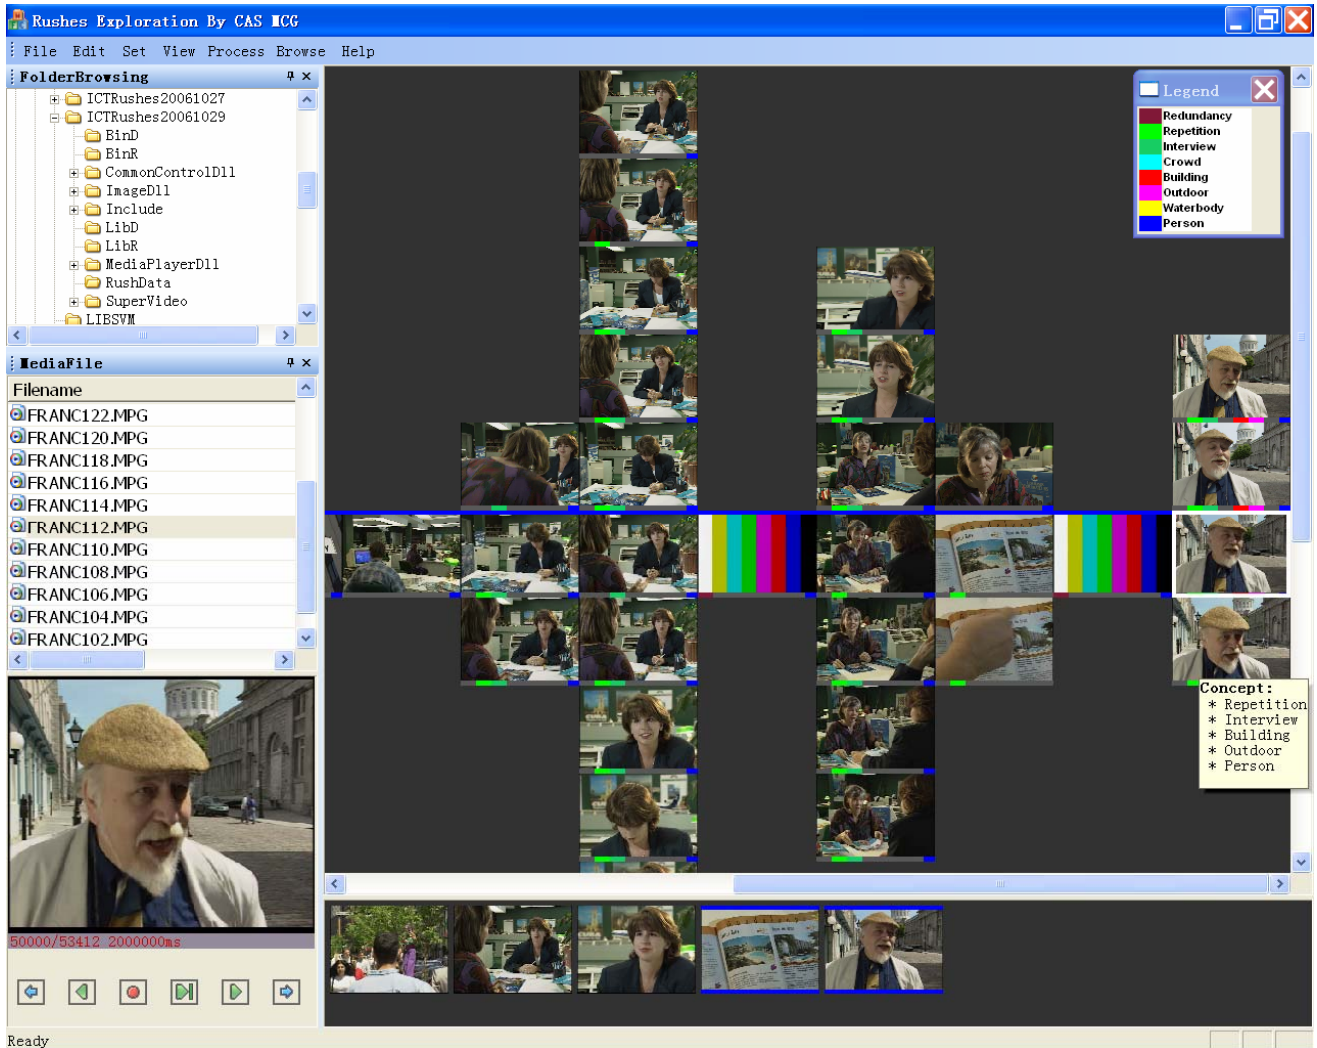 Rushes Exploration By CAS MCG
File Edit Set View Process Browse Help
FolderBrowsing
ICTRushes20061027
ICTRushes20061029
BinD
BinR
CommonControlDll
ImageDll
Include
LibD
LibR
MediaPlayerDll
RushData
SuperVideo
LIBSVM
MediaFile
Filename
FRANC122.MPG
FRANC120.MPG
FRANC118.MPG
FRANC116.MPG
FRANC114.MPG
FRANC112.MPG
FRANC110.MPG
FRANC108.MPG
FRANC106.MPG
FRANC104.MPG
FRANC102.MPG
50000/53412 2000000ms
Ready
Legend
Redundancy
Repetition
Interview
Crowd
Building
Outdoor
Waterbody
Person
Concept:
* Repetition
* Interview
* Building
* Outdoor
* Person